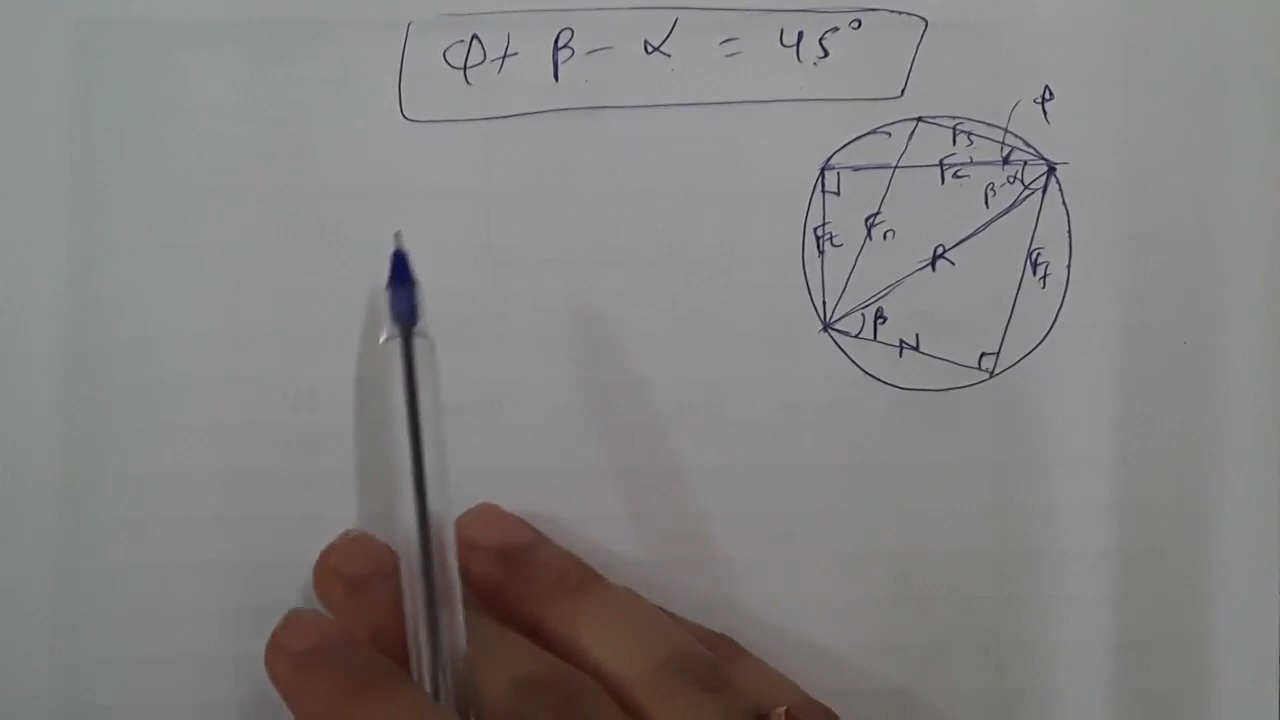 φ + β - α = 45°
φ
Fs
Fc
β-α
Ft
Fn
R
Ff
β
N